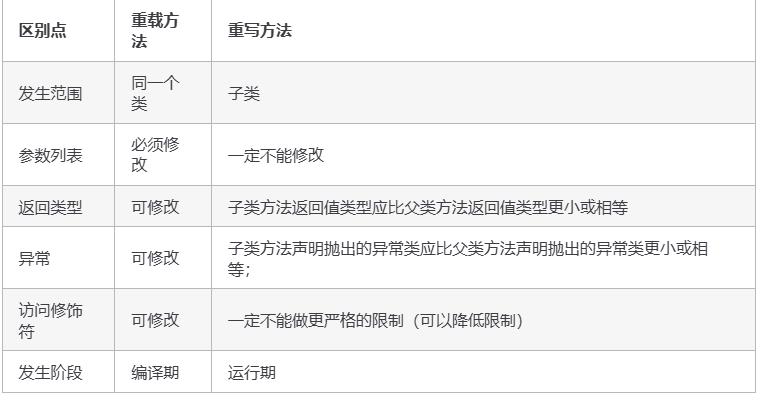 区别点 重载方法 重写方法
发生范围 同一个类 子类
参数列表 必须修改 一定不能修改
返回类型 可修改 子类方法返回值类型应比父类方法返回值类型更小或相等
异常 可修改 子类方法声明抛出的异常类应比父类方法声明抛出的异常类更小或相等；
访问修饰符 可修改 一定不能做更严格的限制（可以降低限制）
发生阶段 编译期 运行期